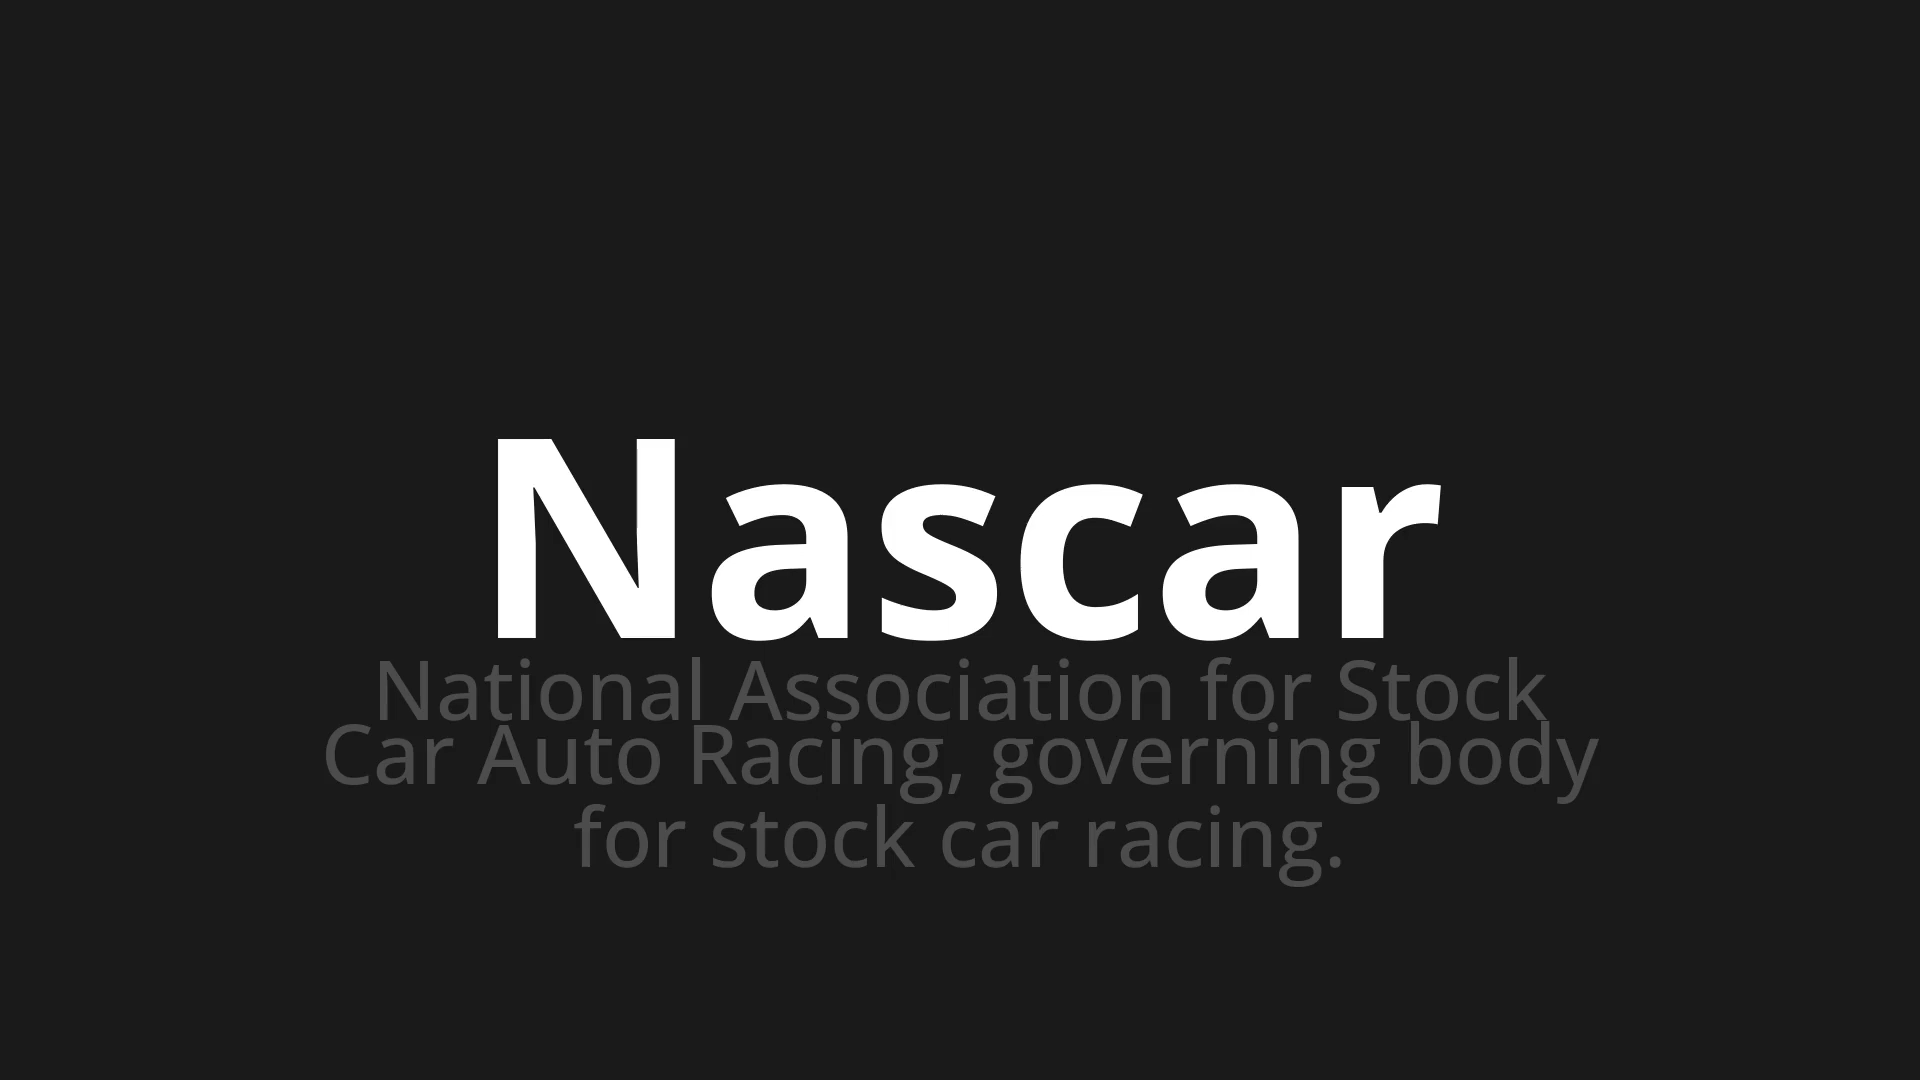 Nascar
National Association for Stock
Car Auto Racing, governing body
for stock car racing.